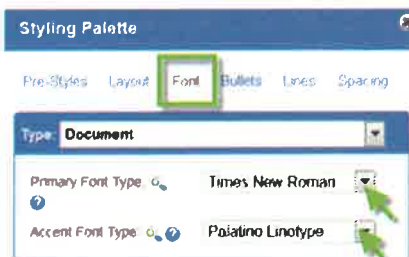 Styling Palette
Pre-Styles Layout Font Bullets Lines Spacing
Type: Document
Primary Font Type Times New Roman
Accent Font Type Palatino Linotype